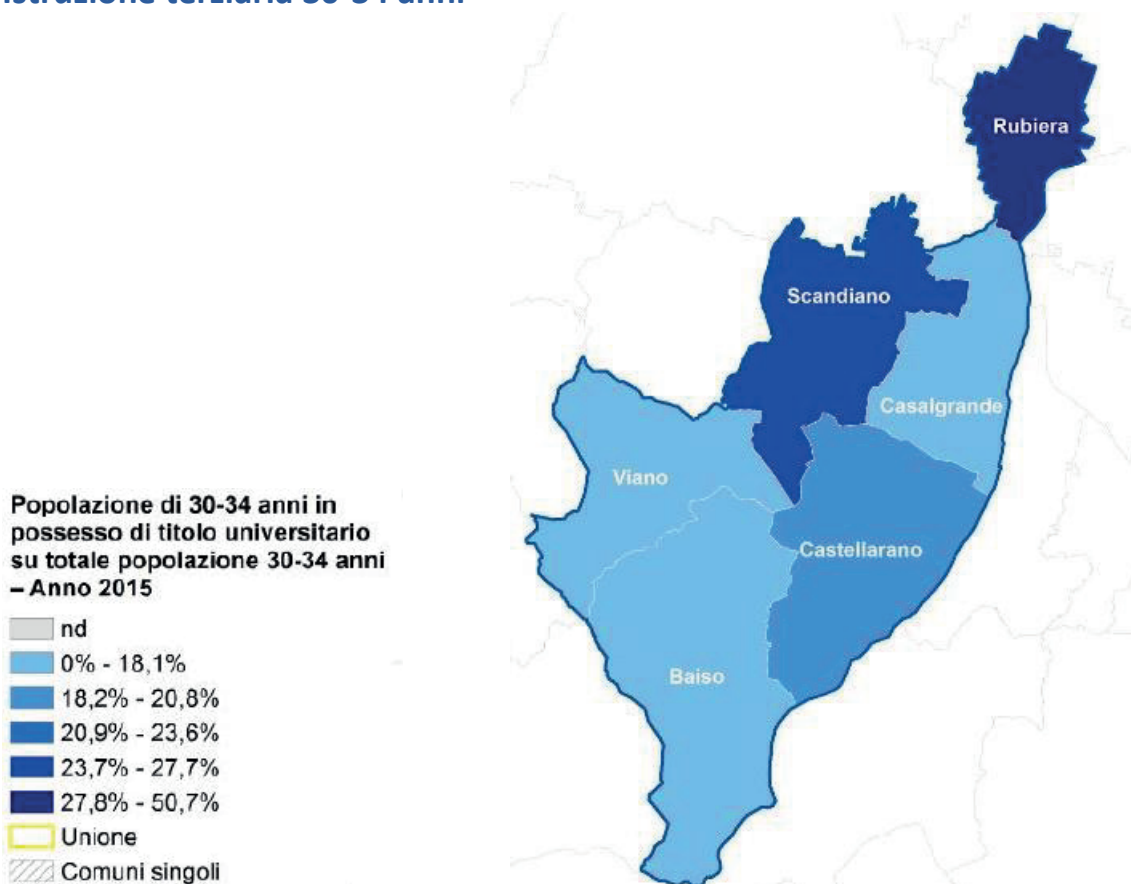 Popolazione di 30-34 anni in
possesso di titolo universitario
su totale popolazione 30-34 anni
– Anno 2015
nd
0% - 18,1%
18,2% - 20,8%
20,9% - 23,6%
23,7% - 27,7%
27,8% - 50,7%
Unione
Comuni singoli
Rubiera
Scandiano
Casalgrande
Viano
Castellarano
Baiso